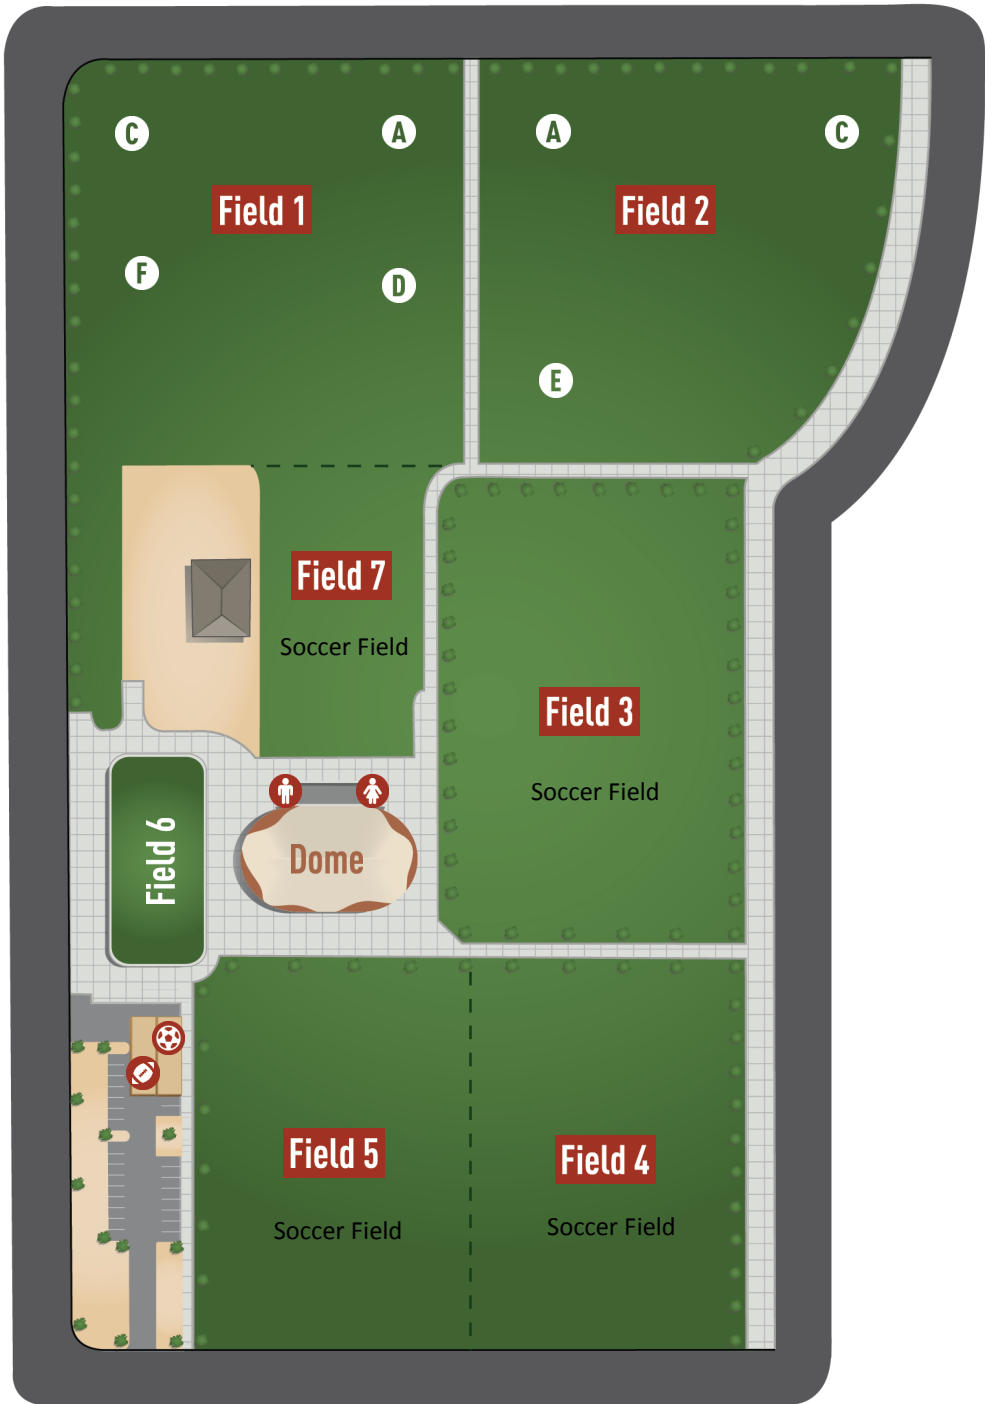 C
A
A
C
Field 1
Field 2
F
D
E
Field 7
Soccer Field
Field 3
Soccer Field
Field 6
Dome
Field 5
Field 4
Soccer Field
Soccer Field